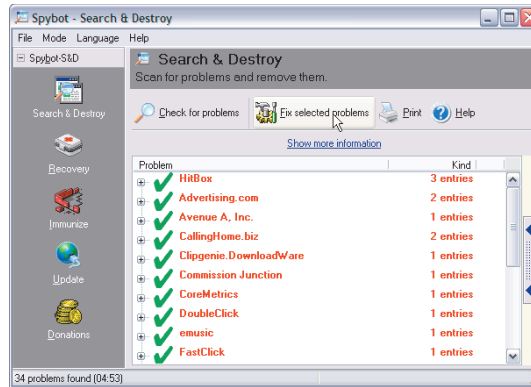 Spybot - Search & Destroy
File Mode Language Help
Spybot-S&D
Search & Destroy
Recovery
Immunize
Update
Donations
Search & Destroy
Scan for problems and remove them.
Check for problems Fix selected problems Print Help
Show more information
Problem Kind
HitBox 3 entries
Advertising.com 2 entries
Avenue A, Inc. 1 entries
CallingHome.biz 2 entries
Clipgenie.DownloadWare 1 entries
Commission Junction 1 entries
CoreMetrics 1 entries
DoubleClick 1 entries
emusic 1 entries
FastClick 1 entries
34 problems found (04:53)